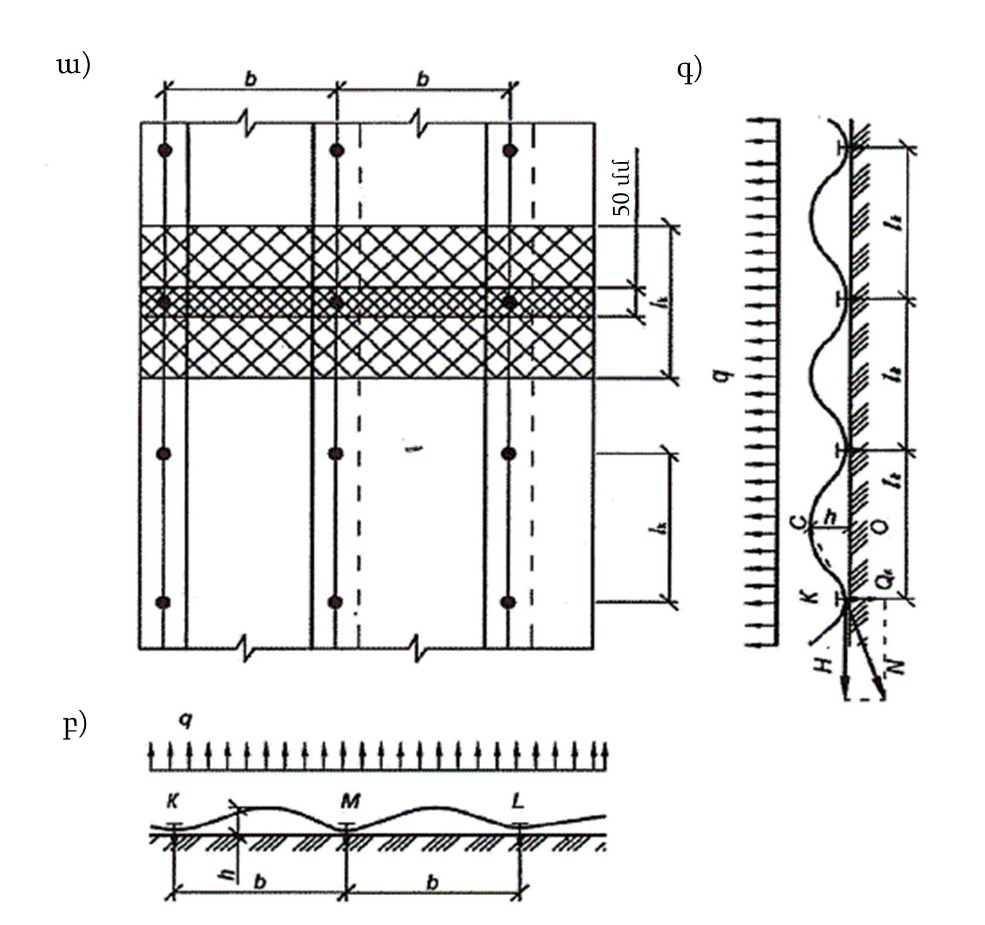 ա)
b b
50 մմ
lₖ
lₖ
գ)
q
lₖ
lₖ
lₖ
C h O
K Qₖ
H N
բ)
q
K M L
h b b